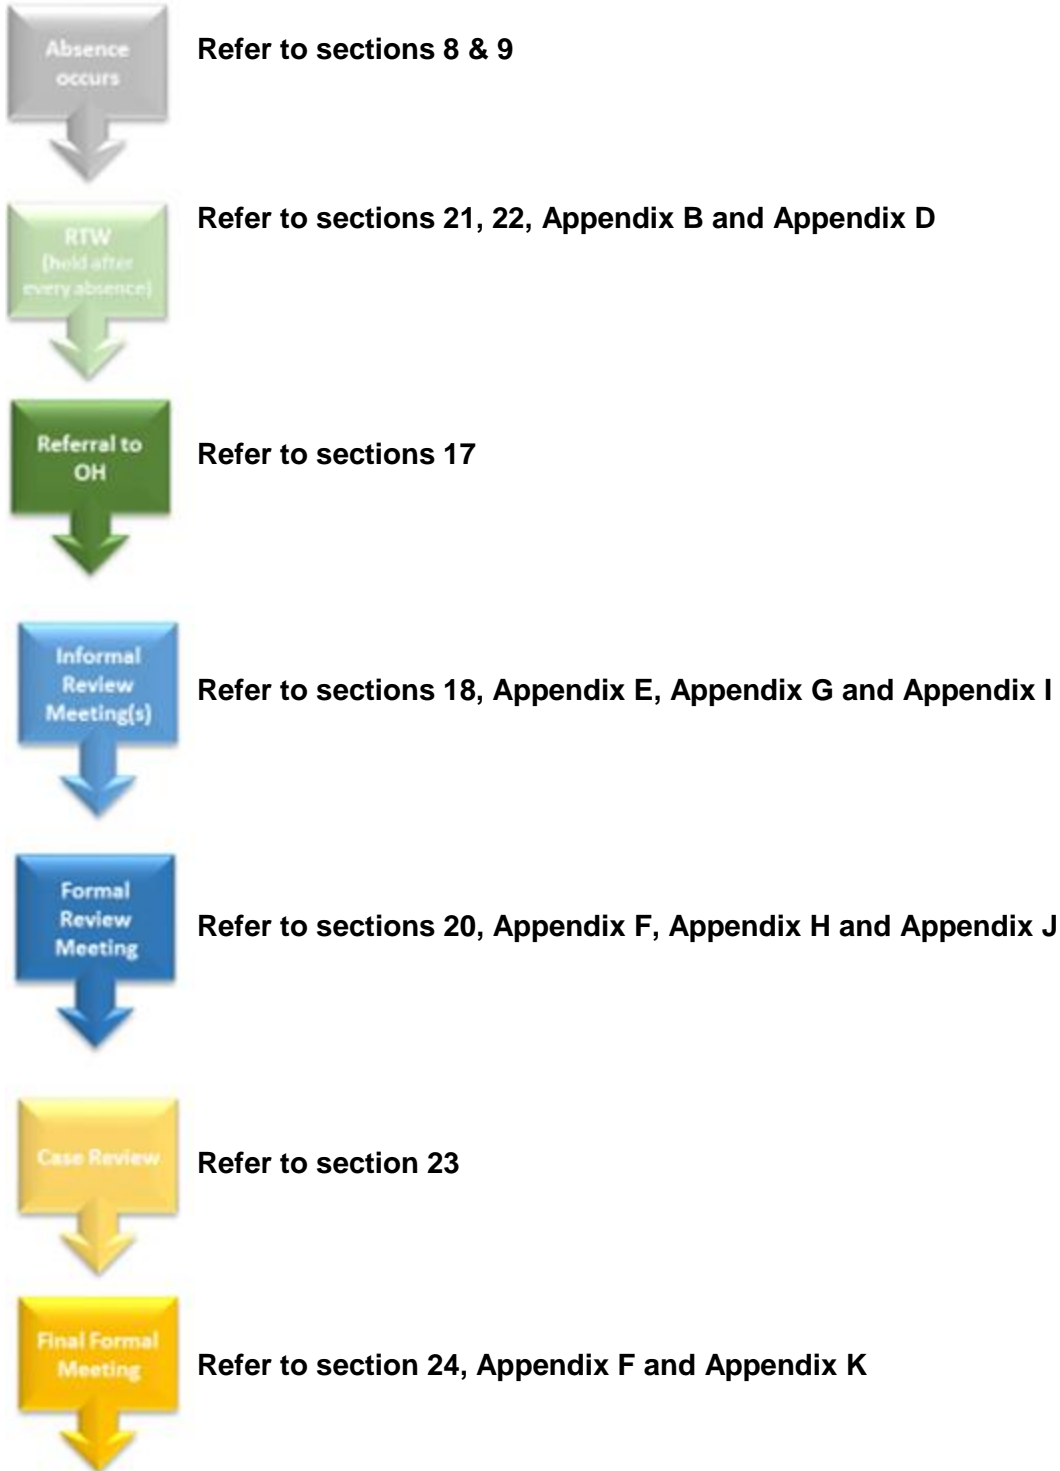 Absence
occurs
Refer to sections 8 & 9
RTW
(held after
every absence)
Refer to sections 21, 22, Appendix B and Appendix D
Referral to
OH
Refer to sections 17
Informal
Review
Meeting(s)
Refer to sections 18, Appendix E, Appendix G and Appendix I
Formal
Review
Meeting
Refer to sections 20, Appendix F, Appendix H and Appendix J
Case Review
Refer to section 23
Final Formal
Meeting
Refer to section 24, Appendix F and Appendix K